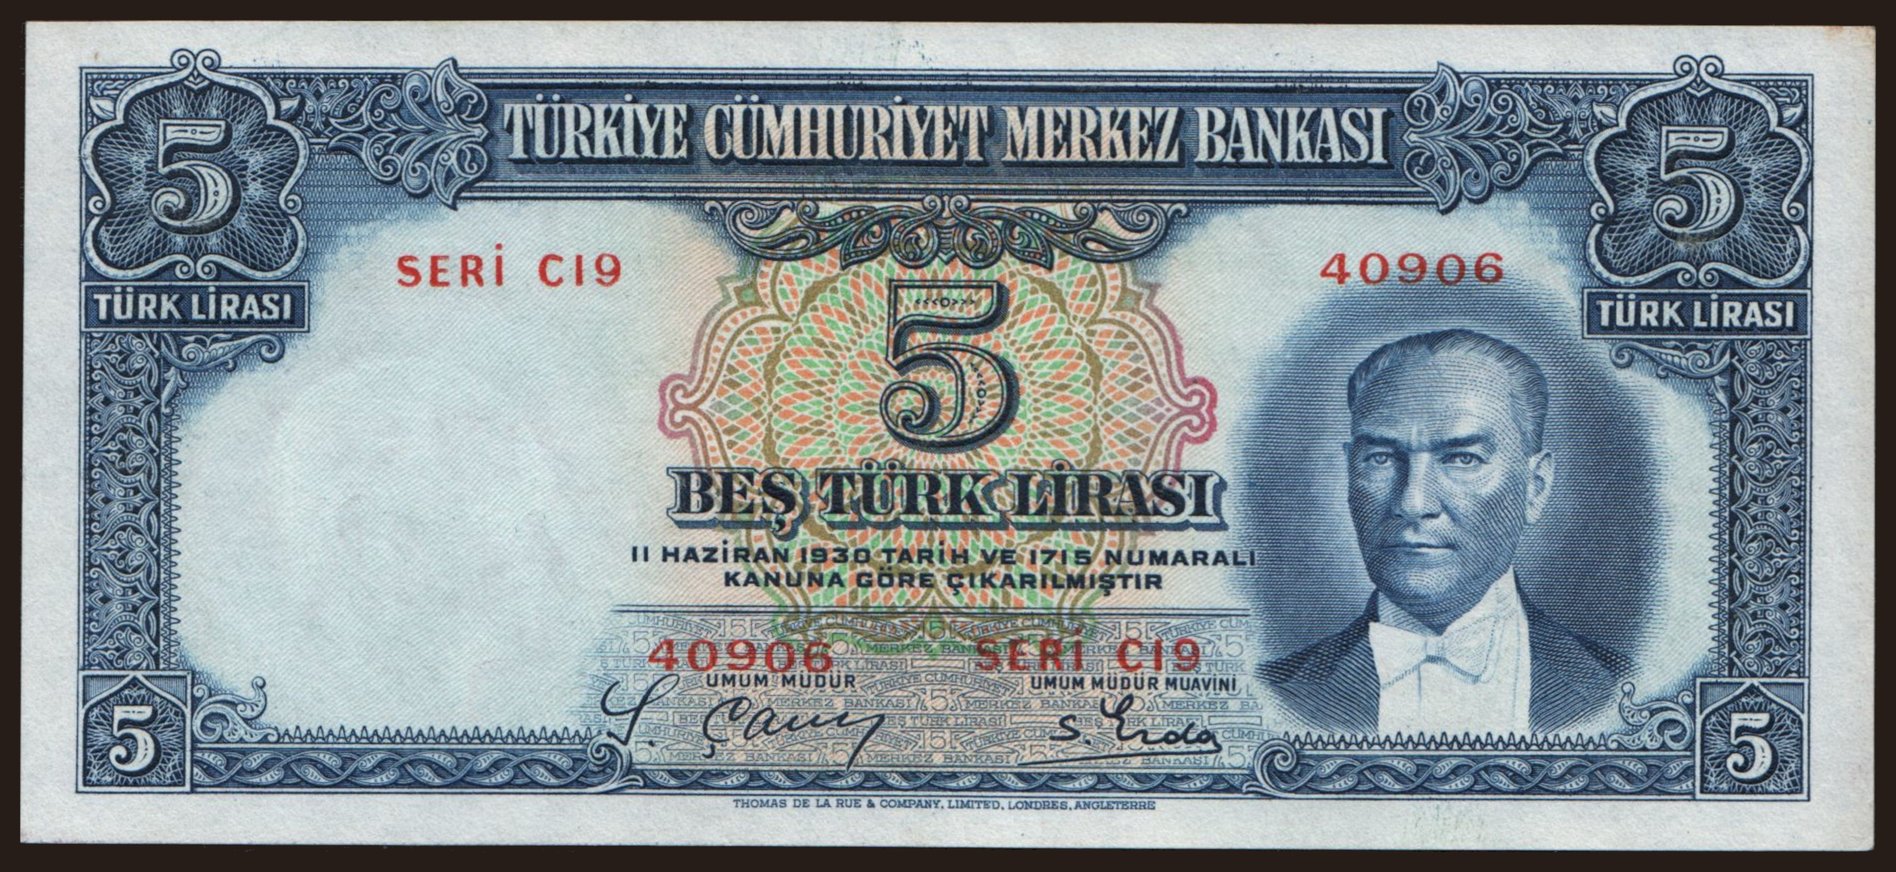 TÜRKİYE CÜMHURİYET MERKEZ BANKASI
5
5
SERİ C19
40906
TÜRK LİRASI
TÜRK LİRASI
5
BEŞ TÜRK LİRASI
11 HAZİRAN 1930 TARİH VE 1715 NUMARALI
KANUNA GÖRE ÇIKARILMIŞTIR
40906
SERİ C19
UMUM MÜDÜR
UMUM MÜDÜR MUAVİNİ
5
5
THOMAS DE LA RUE & COMPANY, LIMITED, LONDRES, ANGLETERRE